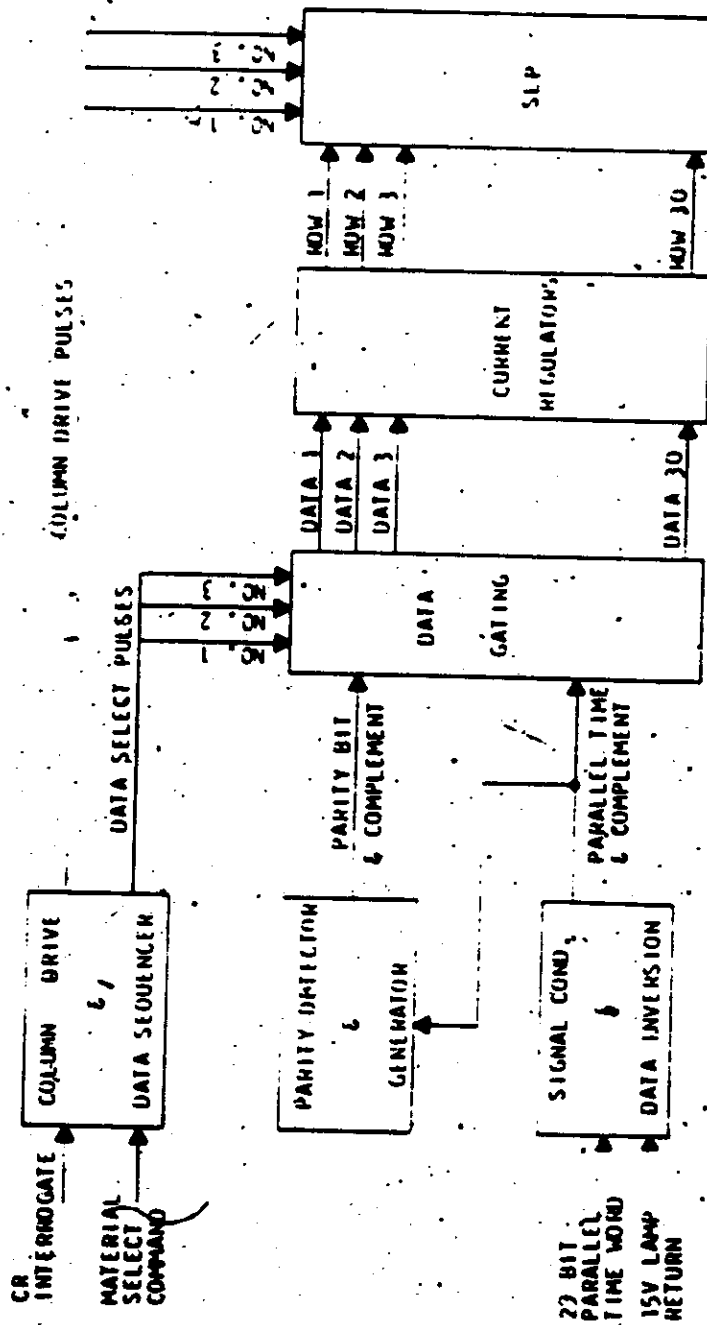 COLUMN DRIVE PULSES
CR
INTERROGATE
MATERIAL
SELECT
COMMAND
COLUMN DRIVE
&
DATA SEQUENCER
DATA SELECT PULSES
PARITY DETECTOR
&
GENERATOR
PARITY BIT
& COMPLEMENT
23 BIT
PARALLEL
TIME WORD
15V LAMP
RETURN
SIGNAL COND.
&
DATA INVERSION
PARALLEL TIME
& COMPLEMENT
DATA
GATING
DATA 1
DATA 2
DATA 3
DATA 30
CURRENT
REGULATORS
ROW 1
ROW 2
ROW 3
ROW 30
SLP